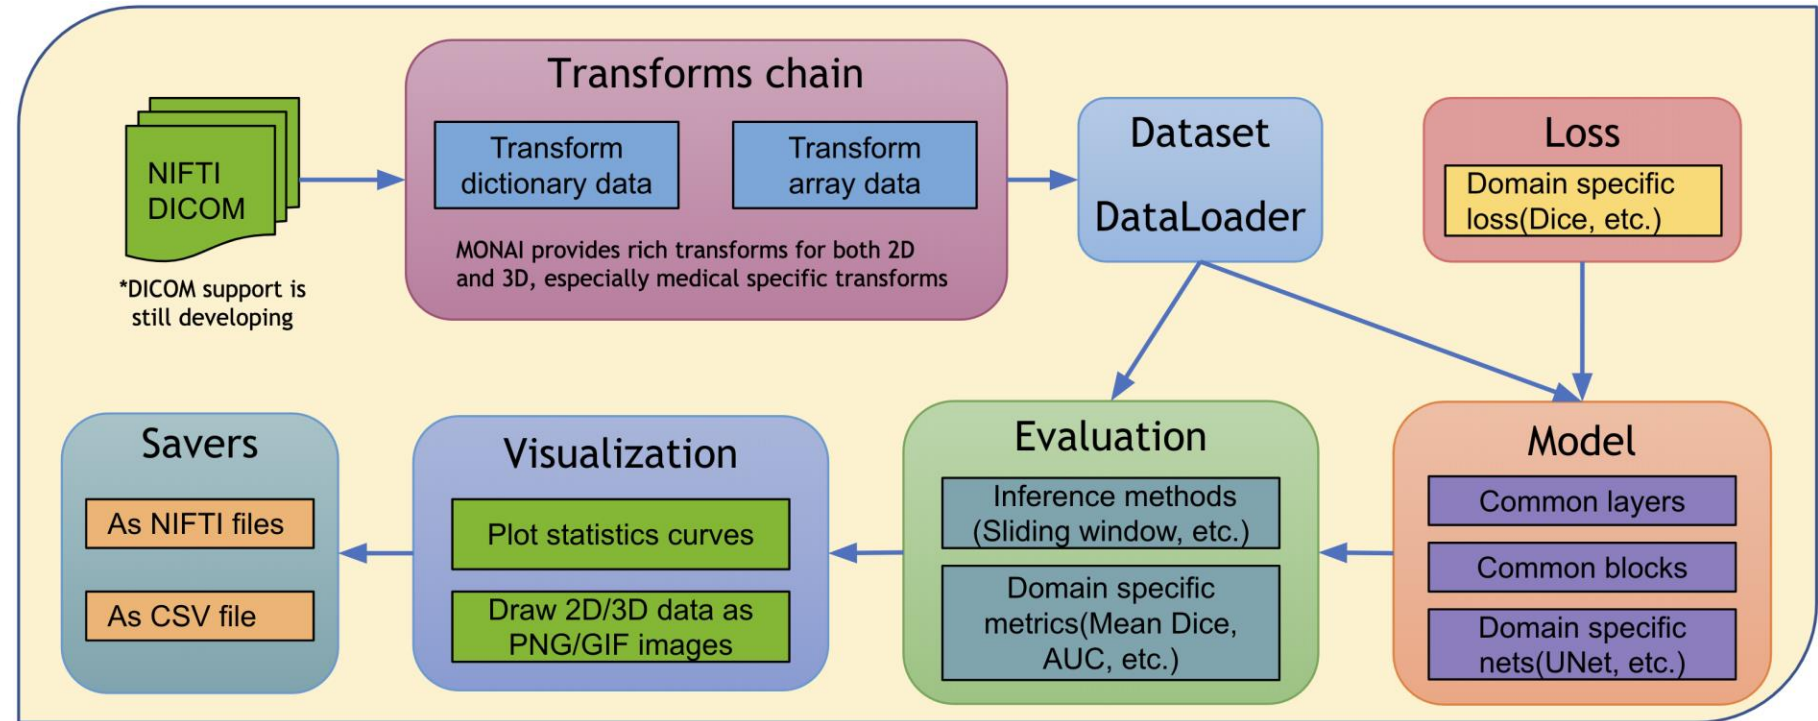 Transforms chain
NIFTI
DICOM
*DICOM support is
still developing
Transform
dictionary data
Transform
array data
MONAI provides rich transforms for both 2D
and 3D, especially medical specific transforms
Dataset
DataLoader
Loss
Domain specific
loss(Dice, etc.)
Savers
As NIFTI files
As CSV file
Visualization
Plot statistics curves
Draw 2D/3D data as
PNG/GIF images
Evaluation
Inference methods
(Sliding window, etc.)
Domain specific
metrics(Mean Dice,
AUC, etc.)
Model
Common layers
Common blocks
Domain specific
nets(UNet, etc.)